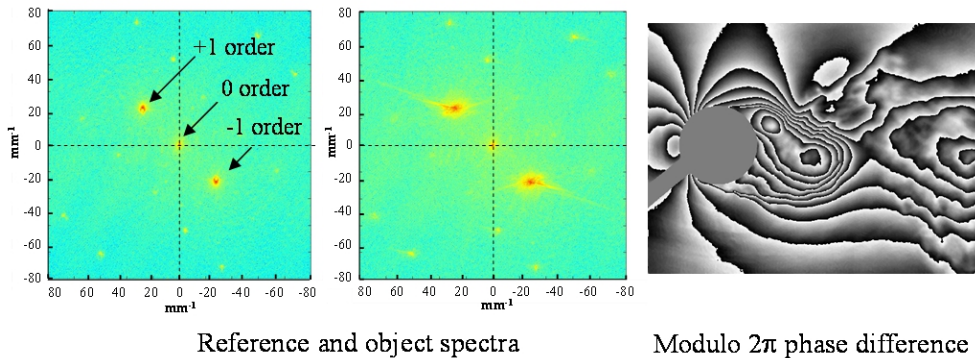 80
60
40
20
0
-20
-40
-60
-80
mm-1
+1 order
0 order
-1 order
80 60 40 20 0 -20 -40 -60 -80
mm-1
80
60
40
20
0
-20
-40
-60
-80
mm-1
80 60 40 20 0 -20 -40 -60 -80
mm-1
Reference and object spectra
Modulo 2π phase difference